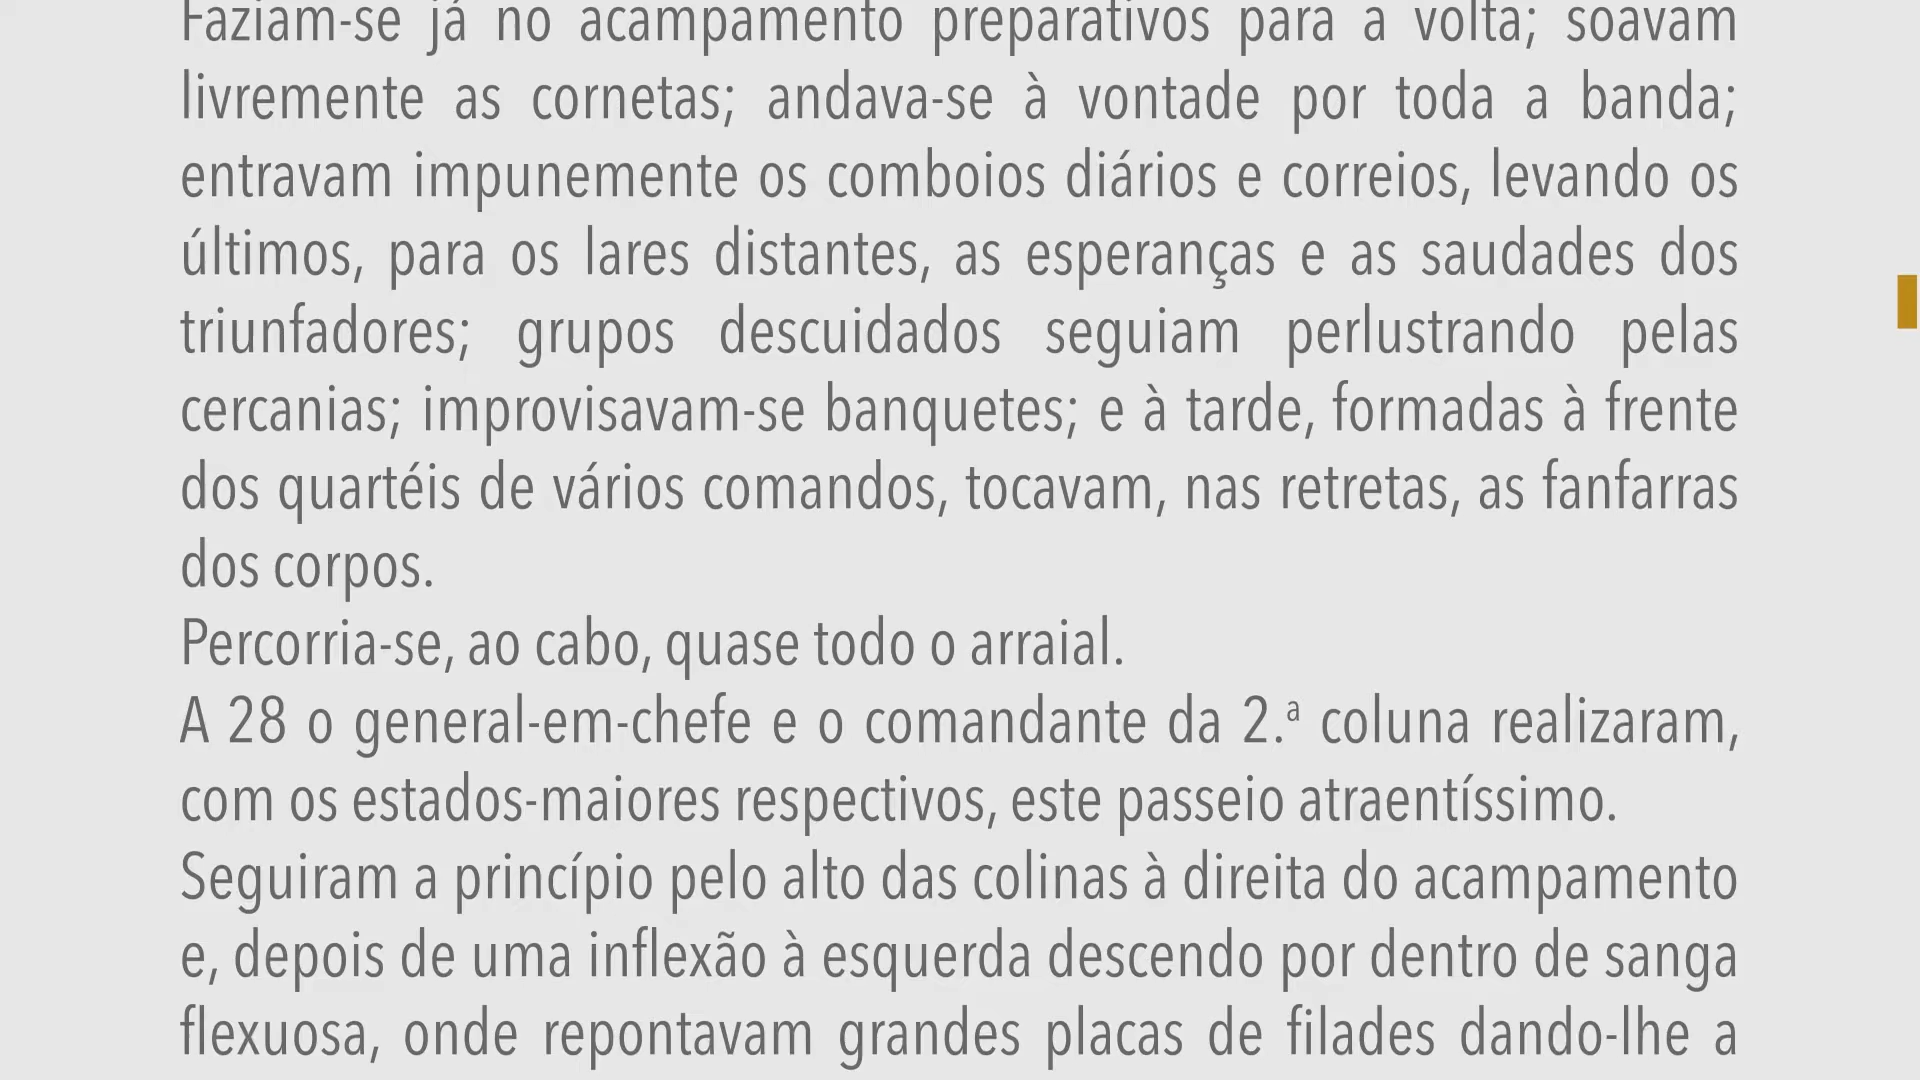 Faziam-se já no acampamento preparativos para a volta; soavam
livremente as cornetas; andava-se à vontade por toda a banda;
entravam impunemente os comboios diários e correios, levando os
últimos, para os lares distantes, as esperanças e as saudades dos
triunfadores; grupos descuidados seguiam perlustrando pelas
cercanias; improvisavam-se banquetes; e à tarde, formadas à frente
dos quartéis de vários comandos, tocavam, nas retretas, as fanfarras
dos corpos.
Percorria-se, ao cabo, quase todo o arraial.
A 28 o general-em-chefe e o comandante da 2.ª coluna realizaram,
com os estados-maiores respectivos, este passeio atraentíssimo.
Seguiram a princípio pelo alto das colinas à direita do acampamento
e, depois de uma inflexão à esquerda descendo por dentro de sanga
flexuosa, onde repontavam grandes placas de filades dando-lhe a